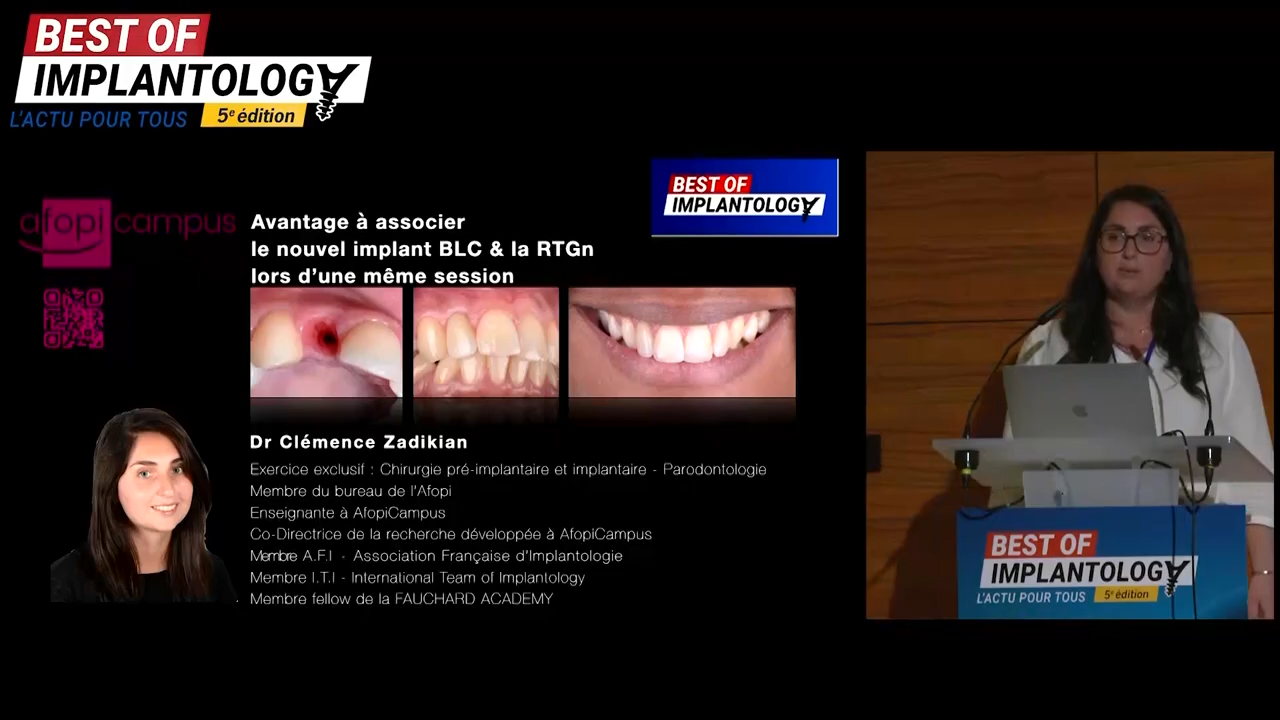 BEST OF
IMPLANTOLOGY
L'ACTU POUR TOUS
5e édition
afopi campus
BEST OF
IMPLANTOLOGY
Avantage à associer
le nouvel implant BLC & la RTGn
lors d'une même session
Dr Clémence Zadikian
Exercice exclusif : Chirurgie pré-implantaire et implantaire - Parodontologie
Membre du bureau de l'Afopi
Enseignante à AfopiCampus
Co-Directrice de la recherche développée à AfopiCampus
Membre A.F.I - Association Française d'Implantologie
Membre I.T.I - International Team of Implantology
Membre fellow de la FAUCHARD ACADEMY
BEST OF
IMPLANTOLOGY
L'ACTU POUR TOUS
5e édition